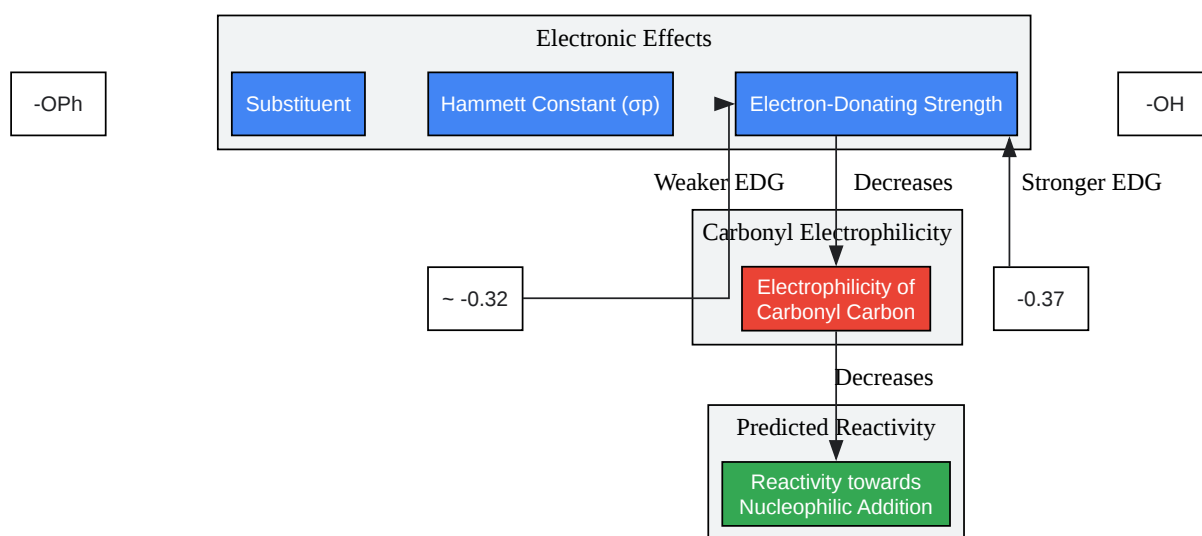 Electronic Effects
-OPh
Substituent
Hammett Constant (σp)
Electron-Donating Strength
-OH
Weaker EDG
Decreases
Stronger EDG
Carbonyl Electrophilicity
~ -0.32
Electrophilicity of
Carbonyl Carbon
-0.37
Decreases
Predicted Reactivity
Reactivity towards
Nucleophilic Addition